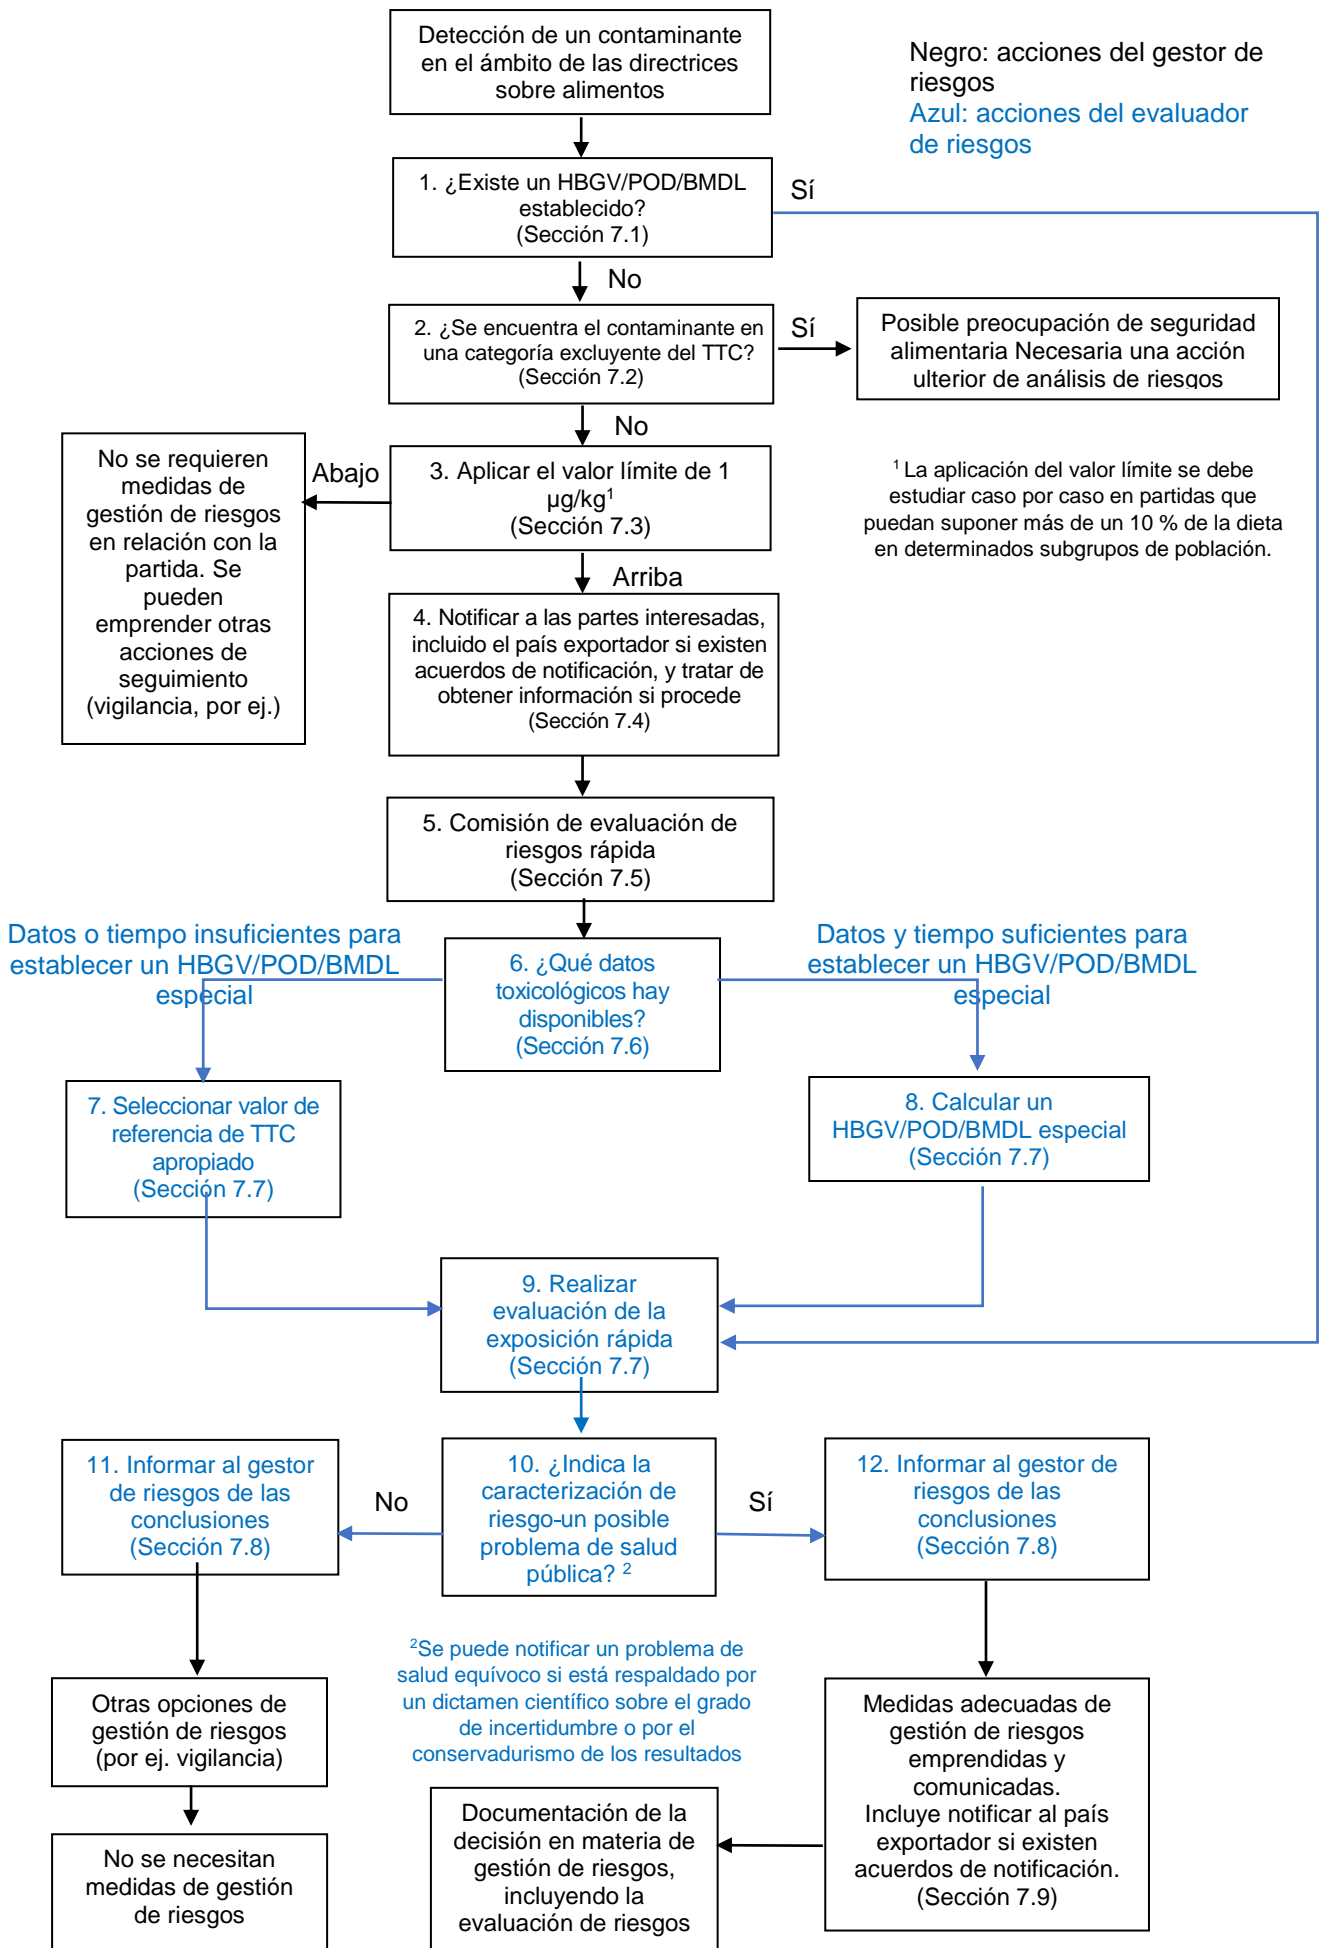 Detección de un contaminante
en el ámbito de las directrices
sobre alimentos
Negro: acciones del gestor de
riesgos
Azul: acciones del evaluador
de riesgos
1. ¿Existe un HBGV/POD/BMDL
establecido?
(Sección 7.1)
Sí
No
2. ¿Se encuentra el contaminante en
una categoría excluyente del TTC?
(Sección 7.2)
Sí
Posible preocupación de seguridad
alimentaria Necesaria una acción
ulterior de análisis de riesgos
No
3. Aplicar el valor límite de 1
µg/kg¹
(Sección 7.3)
Abajo
No se requieren
medidas de
gestión de riesgos
en relación con la
partida. Se
pueden
emprender otras
acciones de
seguimiento
(vigilancia, por ej.)
¹ La aplicación del valor límite se debe
estudiar caso por caso en partidas que
puedan suponer más de un 10 % de la dieta
en determinados subgrupos de población.
Arriba
4. Notificar a las partes interesadas,
incluido el país exportador si existen
acuerdos de notificación, y tratar de
obtener información si procede
(Sección 7.4)
5. Comisión de evaluación de
riesgos rápida
(Sección 7.5)
Datos o tiempo insuficientes para
establecer un HBGV/POD/BMDL
especial
6. ¿Qué datos
toxicológicos hay
disponibles?
(Sección 7.6)
Datos y tiempo suficientes para
establecer un HBGV/POD/BMDL
especial
7. Seleccionar valor de
referencia de TTC
apropiado
(Sección 7.7)
8. Calcular un
HBGV/POD/BMDL especial
(Sección 7.7)
9. Realizar
evaluación de la
exposición rápida
(Sección 7.7)
11. Informar al gestor
de riesgos de las
conclusiones
(Sección 7.8)
No
10. ¿Indica la
caracterización de
riesgo-un posible
problema de salud
pública? ²
Sí
12. Informar al gestor de
riesgos de las
conclusiones
(Sección 7.8)
²Se puede notificar un problema de
salud equívoco si está respaldado por
un dictamen científico sobre el grado
de incertidumbre o por el
conservadurismo de los resultados
Otras opciones de
gestión de riesgos
(por ej. vigilancia)
Medidas adecuadas de
gestión de riesgos
emprendidas y
comunicadas.
Incluye notificar al país
exportador si existen
acuerdos de notificación.
(Sección 7.9)
Documentación de la
decisión en materia de
gestión de riesgos,
incluyendo la
evaluación de riesgos
No se necesitan
medidas de gestión
de riesgos